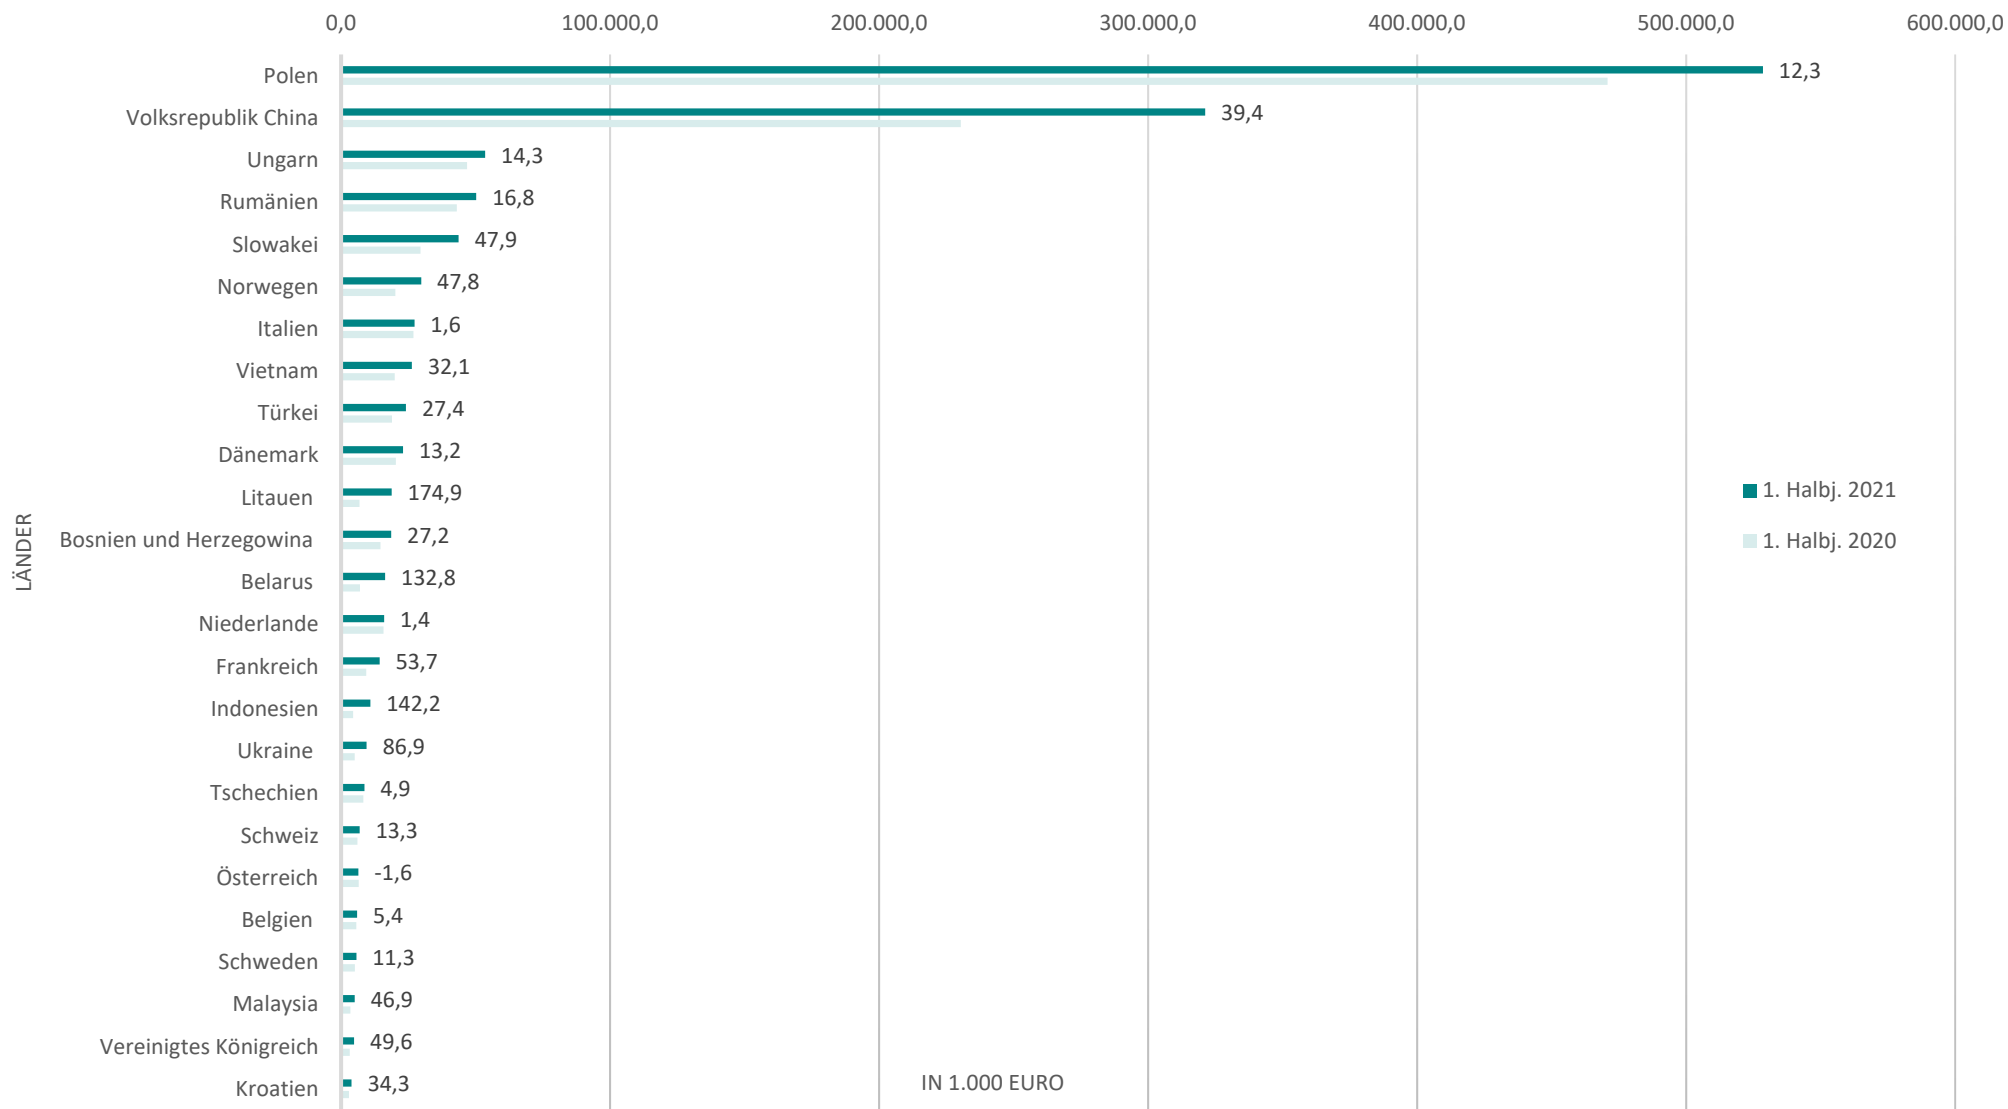 0,0 100.000,0 200.000,0 300.000,0 400.000,0 500.000,0 600.000,0
Polen 12,3
Volksrepublik China 39,4
Ungarn 14,3
Rumänien 16,8
Slowakei 47,9
Norwegen 47,8
Italien 1,6
Vietnam 32,1
Türkei 27,4
Dänemark 13,2
Litauen 174,9
1. Halbj. 2021
LÄNDER
Bosnien und Herzegowina 27,2
1. Halbj. 2020
Belarus 132,8
Niederlande 1,4
Frankreich 53,7
Indonesien 142,2
Ukraine 86,9
Tschechien 4,9
Schweiz 13,3
Österreich -1,6
Belgien 5,4
Schweden 11,3
Malaysia 46,9
Vereinigtes Königreich 49,6
Kroatien 34,3
IN 1.000 EURO